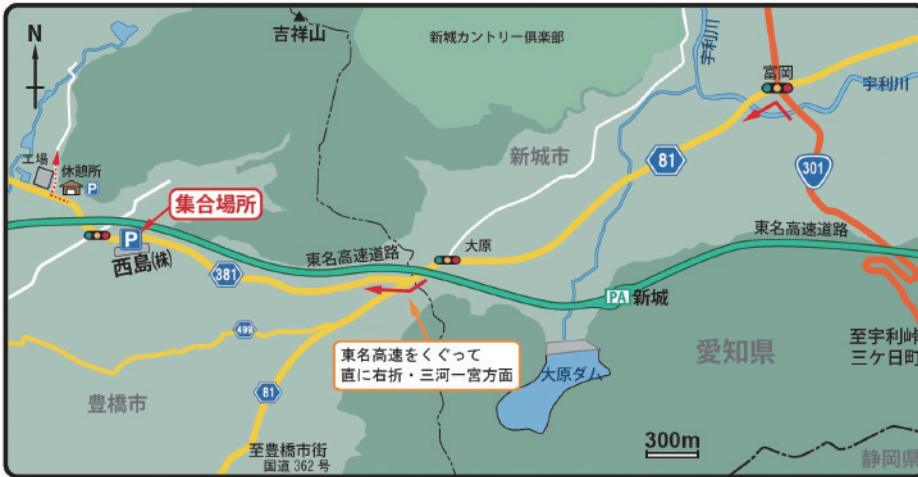 N
吉祥山
新城カントリー倶楽部
宇利川
富岡
宇利川
工場
休憩所
P
新城市
81
301
集合場所
P
西島㈱
東名高速道路
大原
東名高速道路
381
PA 新城
499
東名高速をくぐって
直に右折・三河一宮方面
愛知県
至宇利峠
三ケ日町
大原ダム
81
豊橋市
至豊橋市街
国道362号
300m
静岡県